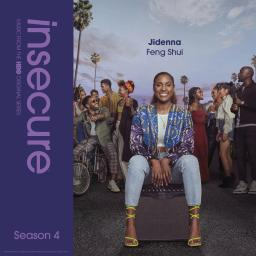 insecure
MUSIC FROM THE HBO ORIGINAL SERIES
Season 4
Jidenna
Feng Shui